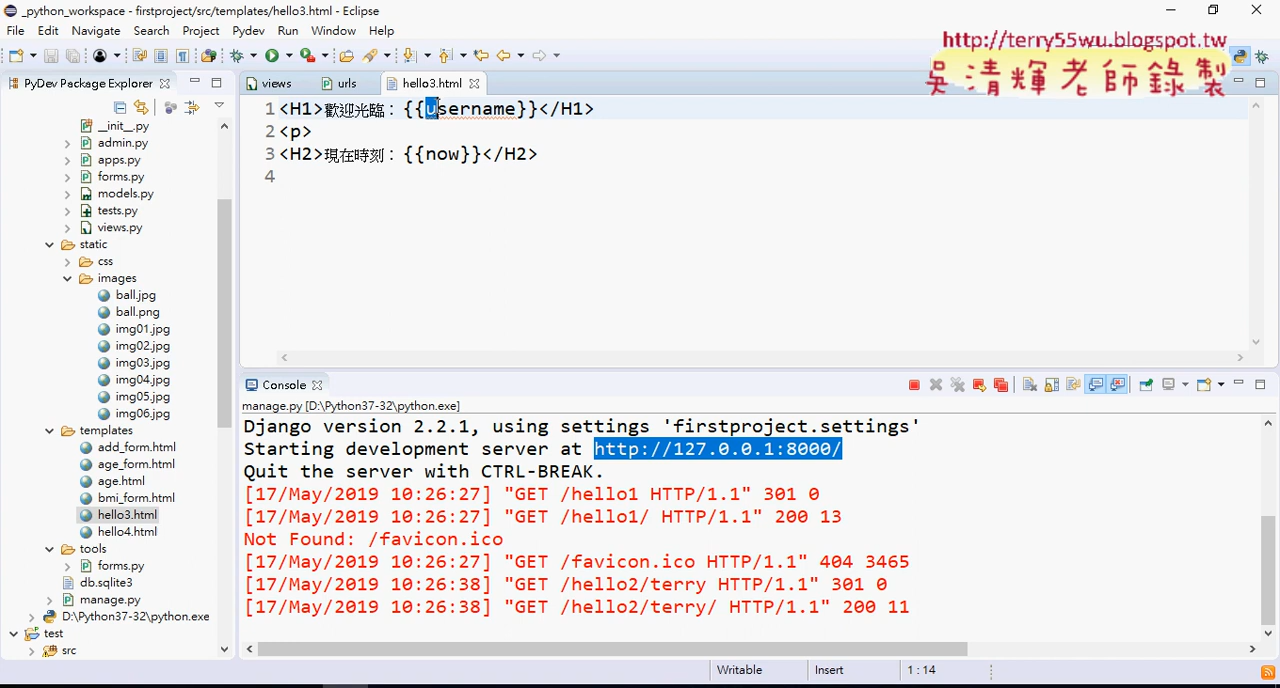 _python_workspace - firstproject/src/templates/hello3.html - Eclipse
File Edit Navigate Search Project Pydev Run Window Help
http://terry55wu.blogspot.tw
吳清輝老師錄製
PyDev Package Explorer
views urls hello3.html
__init__.py
admin.py
apps.py
forms.py
models.py
tests.py
views.py
static
css
images
ball.jpg
ball.png
img01.jpg
img02.jpg
img03.jpg
img04.jpg
img05.jpg
img06.jpg
templates
add_form.html
age_form.html
age.html
bmi_form.html
hello3.html
hello4.html
tools
forms.py
db.sqlite3
manage.py
D:\Python37-32\python.exe
test
src
1 <H1>歡迎光臨：{{username}}</H1>
2 <p>
3 <H2>現在時刻：{{now}}</H2>
4
Console
manage.py [D:\Python37-32\python.exe]
Django version 2.2.1, using settings 'firstproject.settings'
Starting development server at http://127.0.0.1:8000/
Quit the server with CTRL-BREAK.
[17/May/2019 10:26:27] "GET /hello1 HTTP/1.1" 301 0
[17/May/2019 10:26:27] "GET /hello1/ HTTP/1.1" 200 13
Not Found: /favicon.ico
[17/May/2019 10:26:27] "GET /favicon.ico HTTP/1.1" 404 3465
[17/May/2019 10:26:38] "GET /hello2/terry HTTP/1.1" 301 0
[17/May/2019 10:26:38] "GET /hello2/terry/ HTTP/1.1" 200 11
Writable Insert 1 : 14